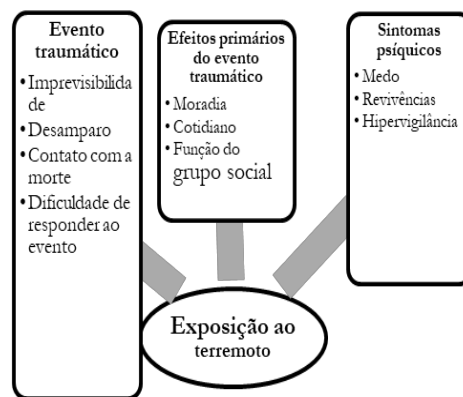 Evento
traumático
• Imprevisibilida
de
• Desamparo
• Contato com a
morte
• Dificuldade de
responder ao
evento
Efeitos primários
do evento
traumático
• Moradia
• Cotidiano
• Função do
grupo social
Sintomas
psíquicos
• Medo
• Revivências
• Hipervigilância
Exposição ao
terremoto